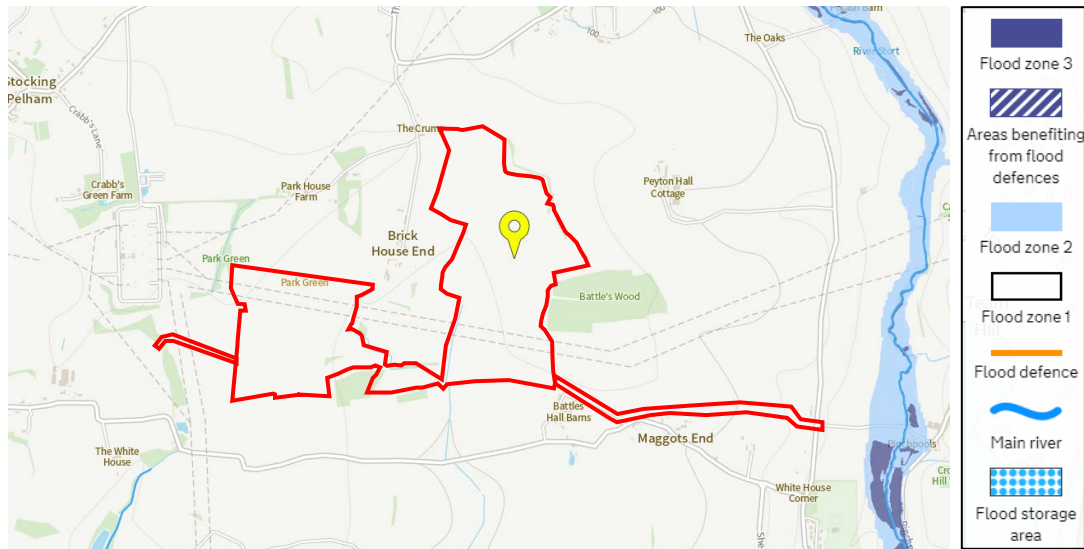 The Oaks
River Stort
100
100
Stocking
Pelham
Crabb's Lane
The Crump
Crabb's
Green Farm
Park House
Farm
Peyton Hall
Cottage
Brick
House End
Park Green
Park Green
Battle's Wood
Battles
Hall Barns
Maggots End
The White
House
White House
Corner
Flood zone 3
Areas benefiting
from flood
defences
Flood zone 2
Flood zone 1
Flood defence
Main river
Flood storage
area